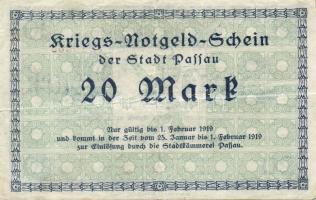 Kriegs-Notgeld-Schein
der Stadt Passau
20 Mark
Nur gültig bis 1. Februar 1919
und kommt in der Zeit vom 25. Januar bis 1. Februar 1919
zur Einlösung durch die Stadtkämmerei Passau.